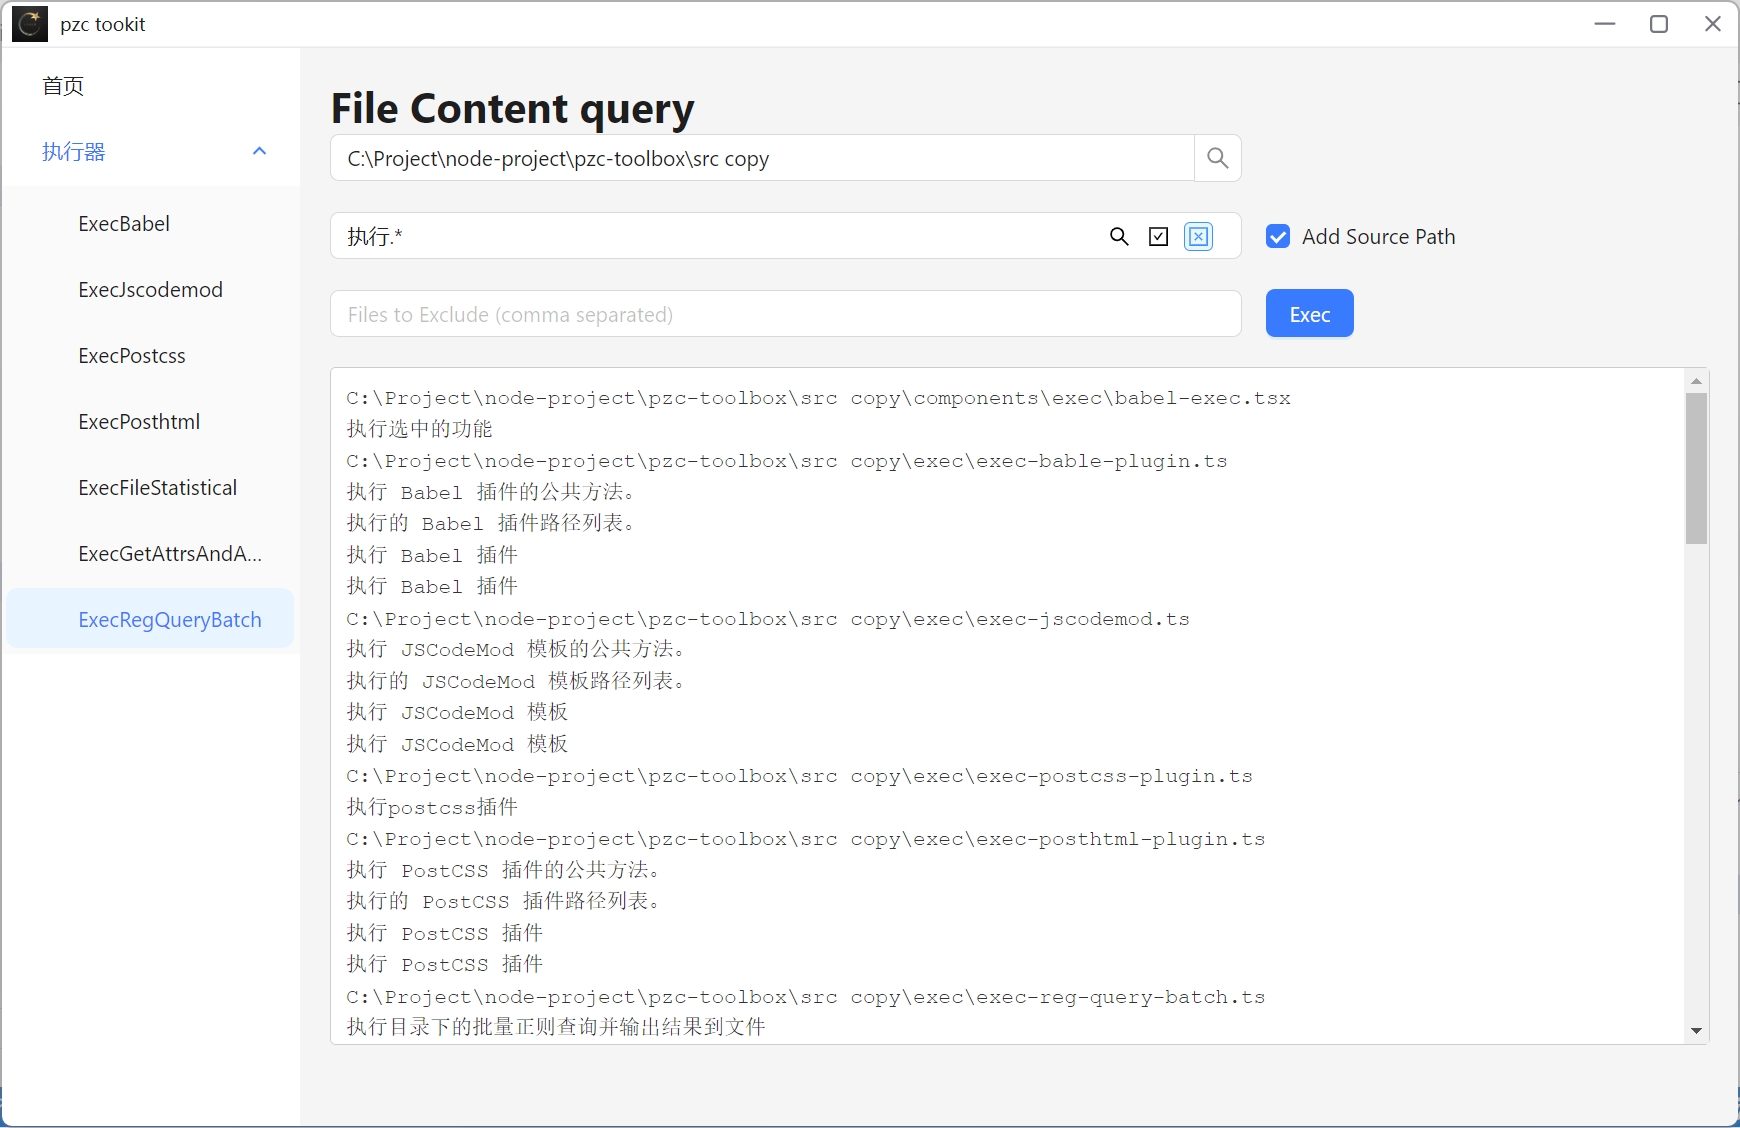 pzc tookit
首页
执行器
ExecBabel
ExecJscodemod
ExecPostcss
ExecPosthtml
ExecFileStatistical
ExecGetAttrsAndA...
ExecRegQueryBatch
File Content query
C:\Project\node-project\pzc-toolbox\src copy
执行.*
Add Source Path
Files to Exclude (comma separated)
Exec
C:\Project\node-project\pzc-toolbox\src copy\components\exec\babel-exec.tsx
执行选中的功能
C:\Project\node-project\pzc-toolbox\src copy\exec\exec-bable-plugin.ts
执行 Babel 插件的公共方法。
执行的 Babel 插件路径列表。
执行 Babel 插件
执行 Babel 插件
C:\Project\node-project\pzc-toolbox\src copy\exec\exec-jscodemod.ts
执行 JSCodeMod 模板的公共方法。
执行的 JSCodeMod 模板路径列表。
执行 JSCodeMod 模板
执行 JSCodeMod 模板
C:\Project\node-project\pzc-toolbox\src copy\exec\exec-postcss-plugin.ts
执行postcss插件
C:\Project\node-project\pzc-toolbox\src copy\exec\exec-posthtml-plugin.ts
执行 PostCSS 插件的公共方法。
执行的 PostCSS 插件路径列表。
执行 PostCSS 插件
执行 PostCSS 插件
C:\Project\node-project\pzc-toolbox\src copy\exec\exec-reg-query-batch.ts
执行目录下的批量正则查询并输出结果到文件